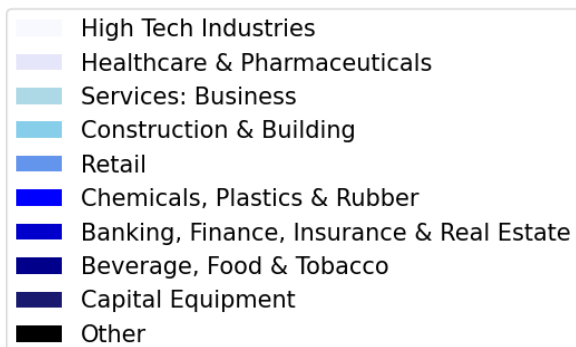 High Tech Industries
Healthcare & Pharmaceuticals
Services: Business
Construction & Building
Retail
Chemicals, Plastics & Rubber
Banking, Finance, Insurance & Real Estate
Beverage, Food & Tobacco
Capital Equipment
Other